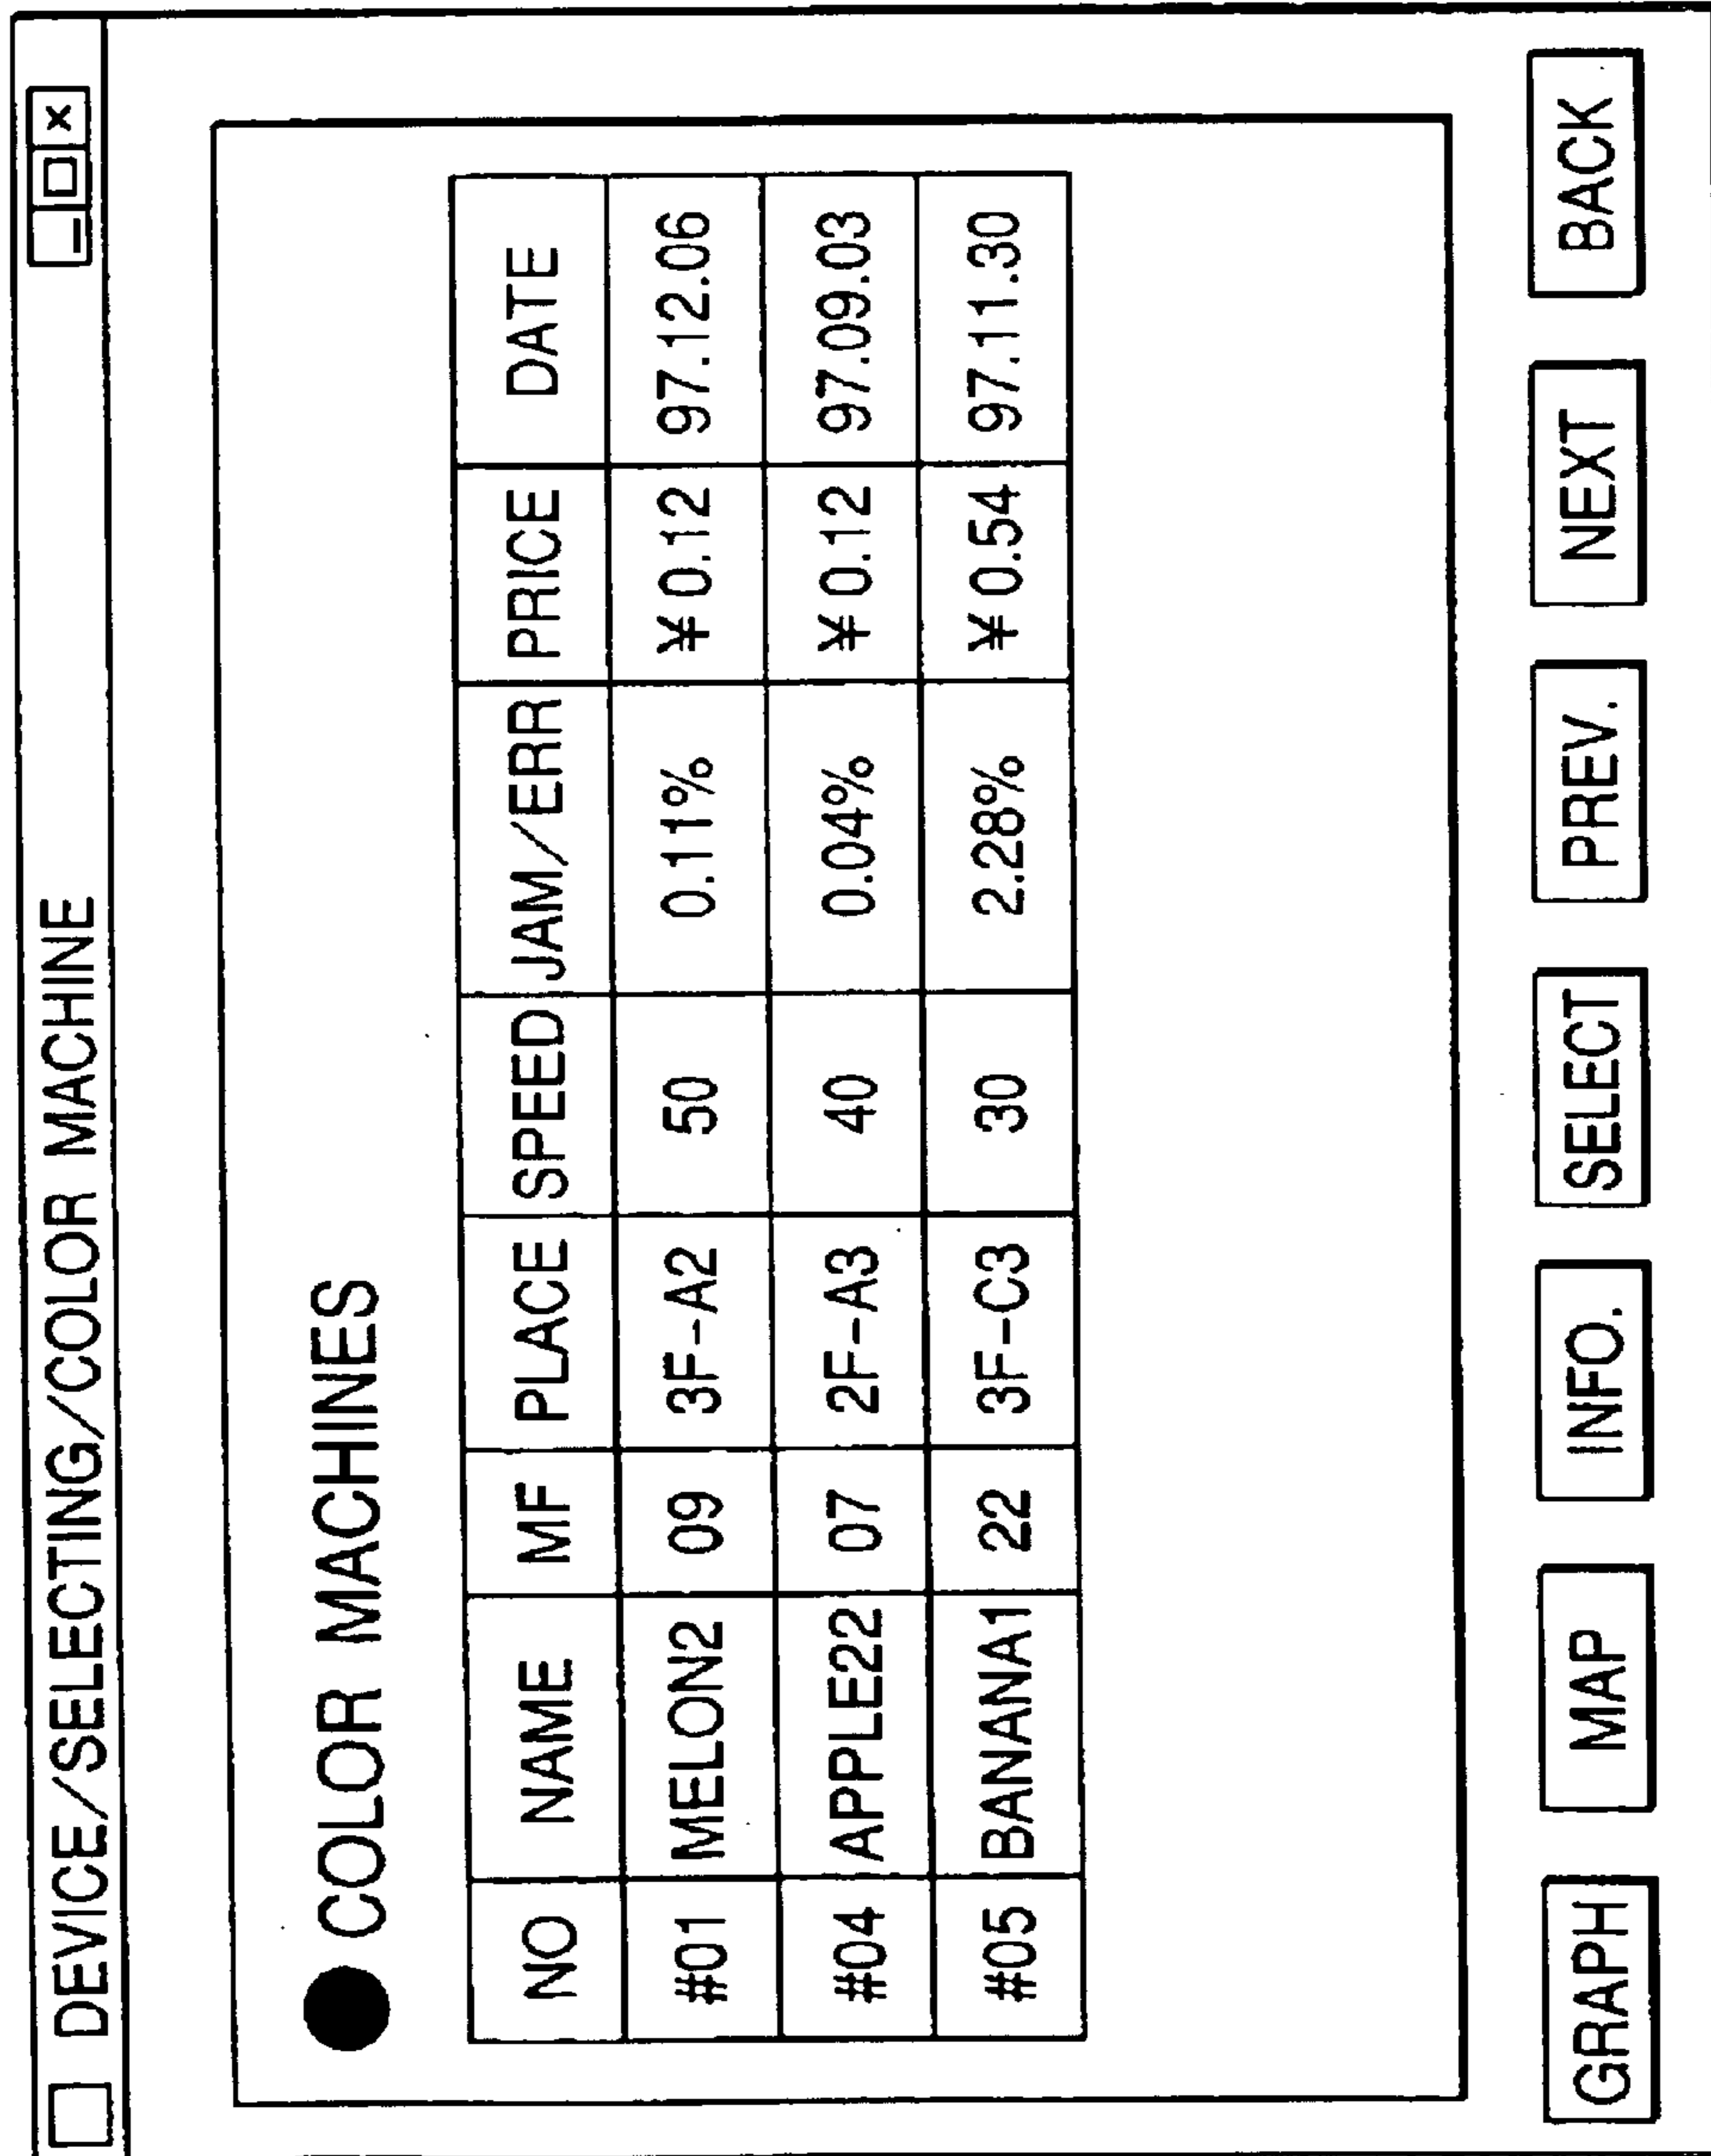 DEVICE/SELECTING/COLOR MACHINE
COLOR MACHINES
NO NAME MF PLACE SPEED JAM/ERR PRICE DATE
#01 MELON2 09 3F-A2 50 0.11% ¥0.12 97.12.06
#04 APPLE22 07 2F-A3 40 0.04% ¥0.12 97.09.03
#05 BANANA1 22 3F-C3 30 2.28% ¥0.54 97.11.30
GRAPH MAP INFO. SELECT PREV. NEXT BACK